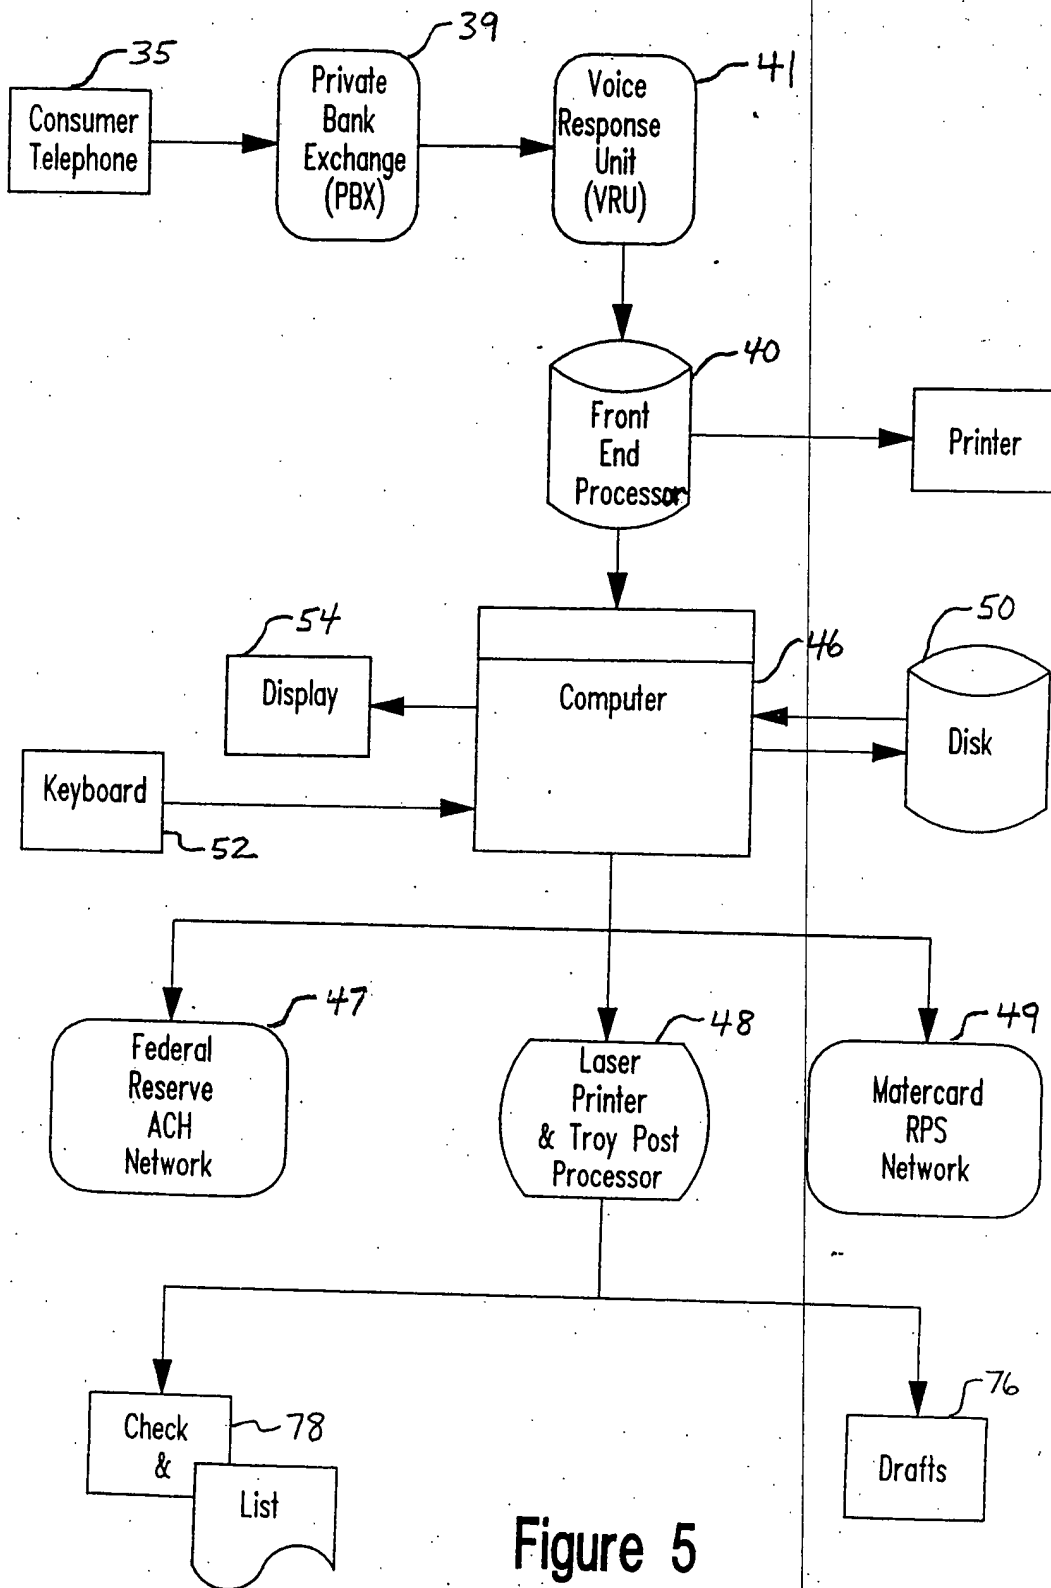 35
39
41
Consumer
Telephone
Private
Bank
Exchange
(PBX)
Voice
Response
Unit
(VRU)
40
Front
End
Processor
Printer
54
Display
46
Computer
50
Disk
Keyboard
52
47
Federal
Reserve
ACH
Network
48
Laser
Printer
& Troy Post
Processor
49
Matercard
RPS
Network
78
Check
&
List
76
Drafts
Figure 5